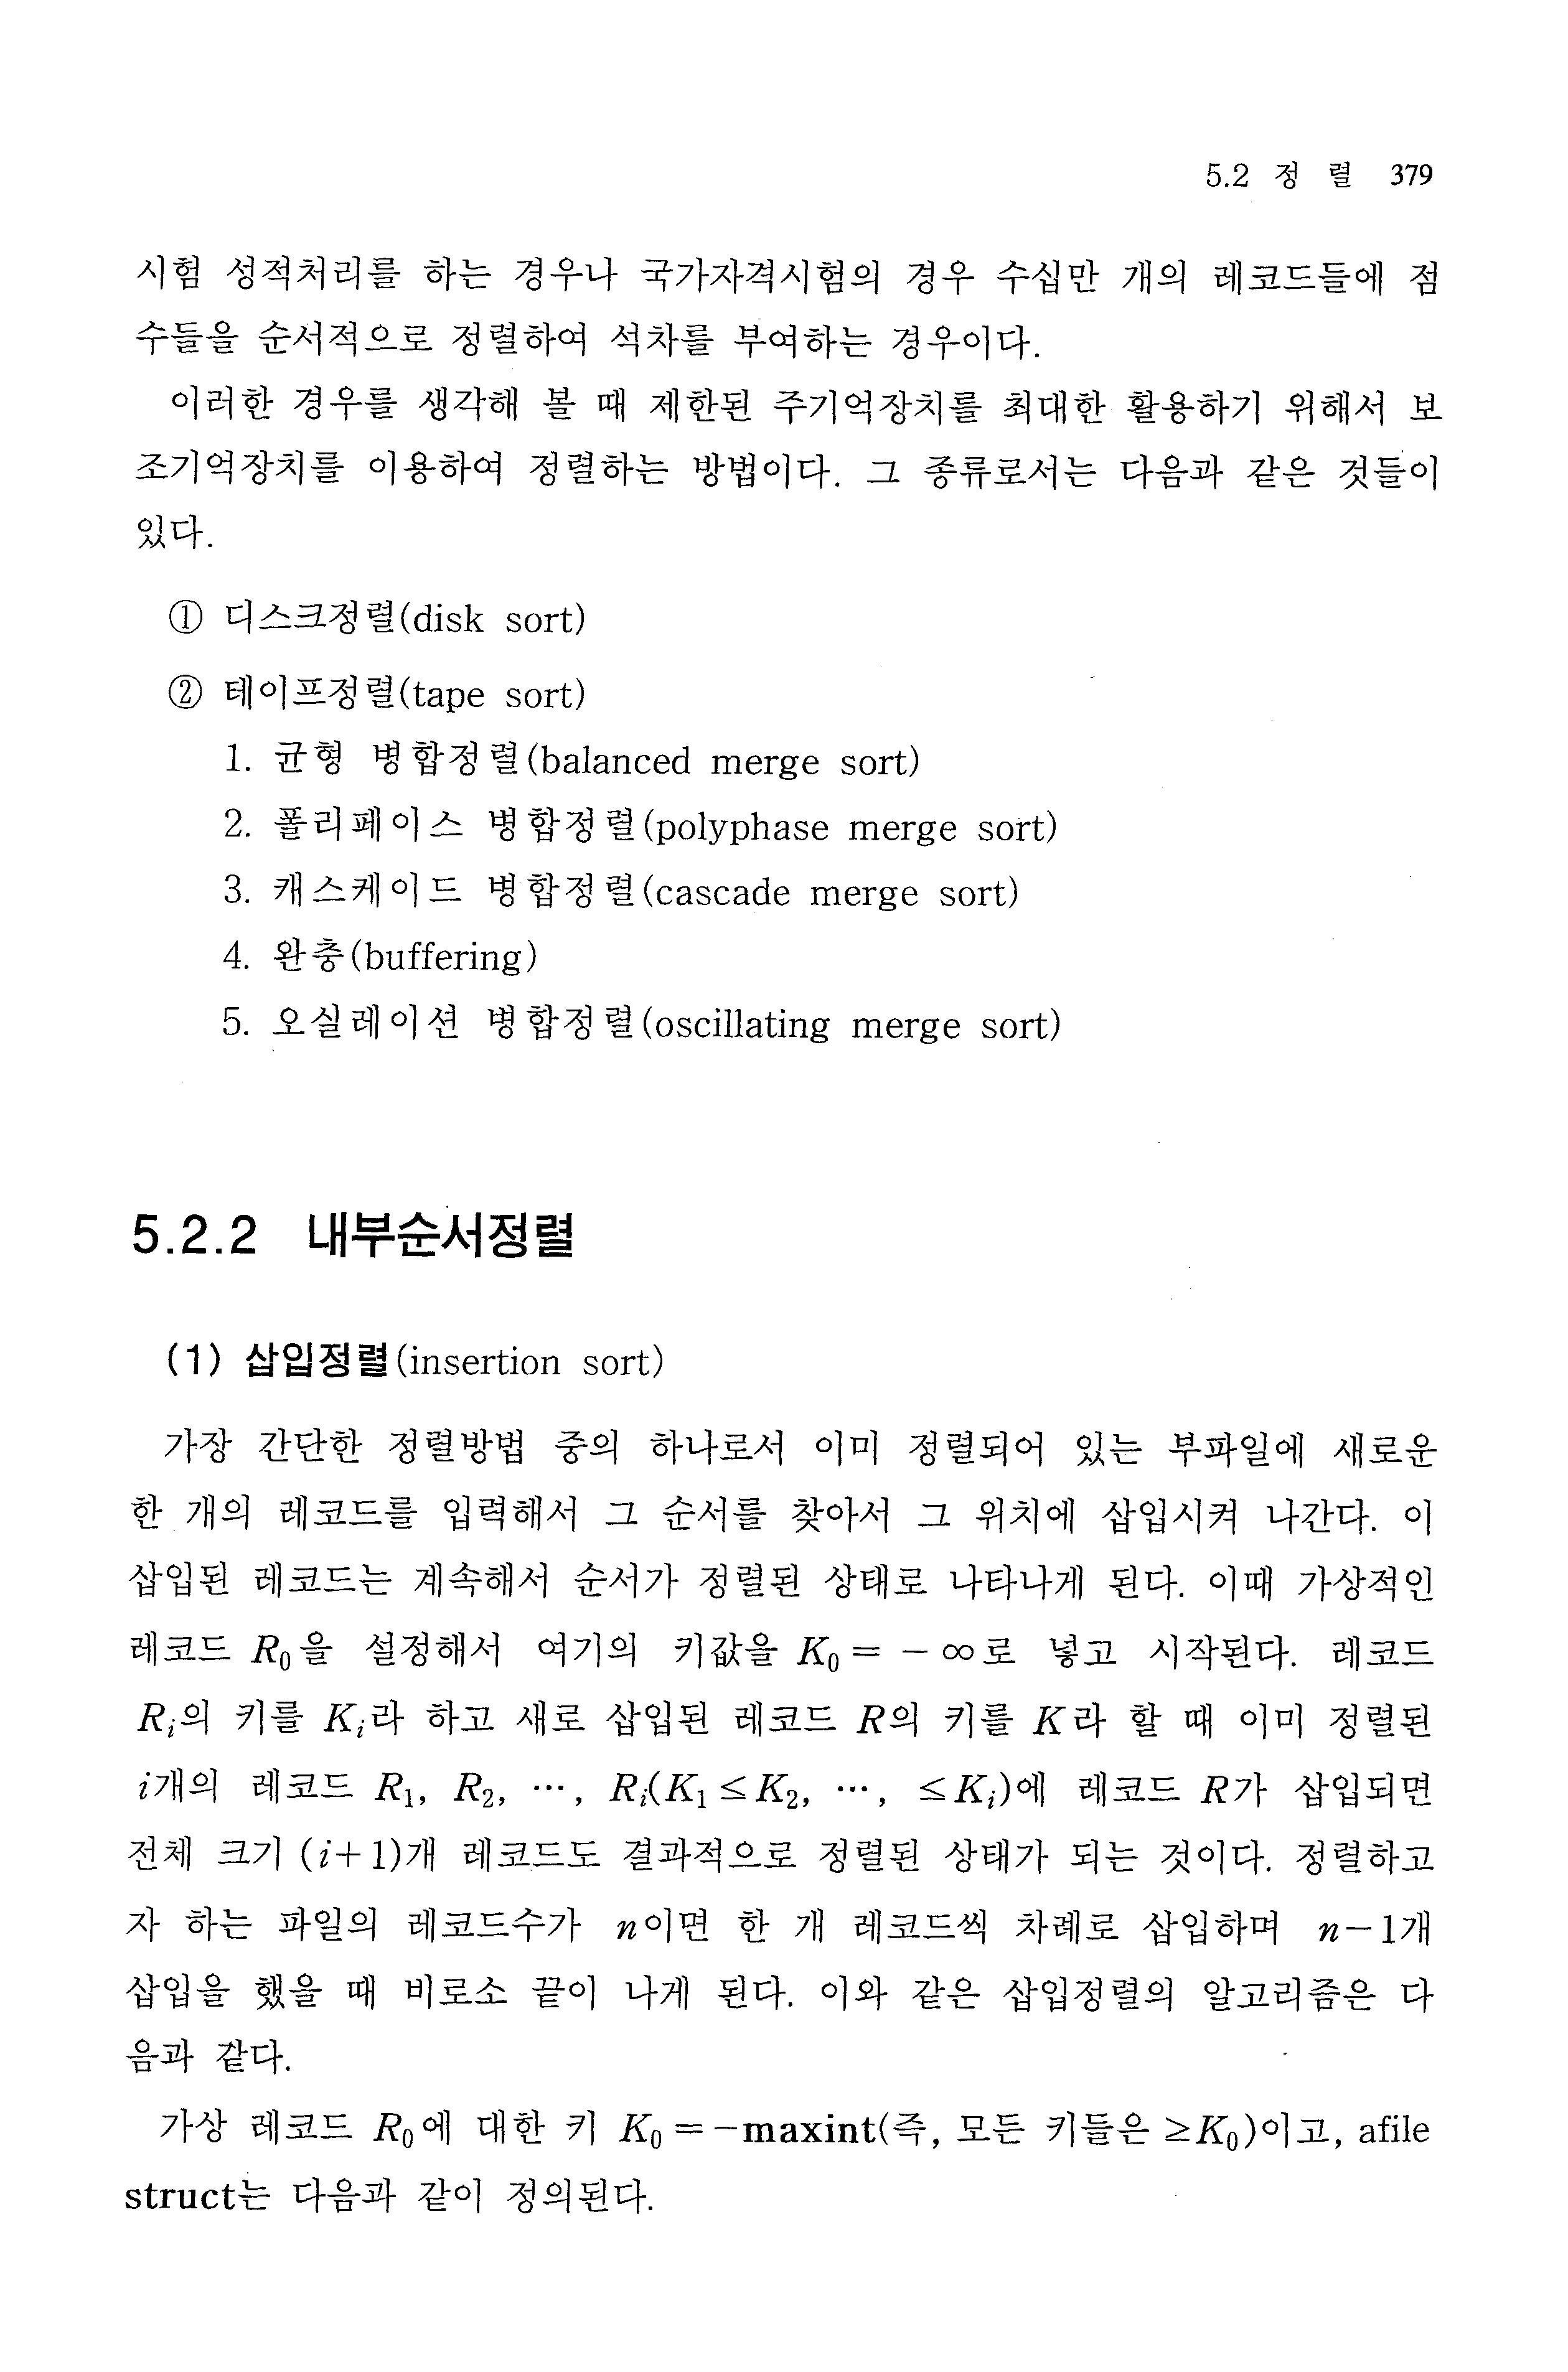 5.2 정 렬 379
시험 성적처리를 하는 경우나 국가자격시험의 경우 수십만 개의 레코드들에 점
수들을 순서적으로 정렬하여 석차를 부여하는 경우이다.
이러한 경우를 생각해 볼 때 제한된 주기억장치를 최대한 활용하기 위해서 보
조기억장치를 이용하여 정렬하는 방법이다. 그 종류로서는 다음과 같은 것들이
있다.
① 디스크정렬(disk sort)
② 테이프정렬(tape sort)
1. 균형 병합정렬(balanced merge sort)
2. 폴리페이스 병합정렬(polyphase merge sort)
3. 캐스케이드 병합정렬(cascade merge sort)
4. 완충(buffering)
5. 오실레이션 병합정렬(oscillating merge sort)
5.2.2 내부순서정렬
(1) 삽입정렬(insertion sort)
가장 간단한 정렬방법 중의 하나로서 이미 정렬되어 있는 부파일에 새로운
한 개의 레코드를 입력해서 그 순서를 찾아서 그 위치에 삽입시켜 나간다. 이
삽입된 레코드는 계속해서 순서가 정렬된 상태로 나타나게 된다. 이때 가상적인
레코드 R₀을 설정해서 여기의 키값을 K₀ = − ∞로 넣고 시작된다. 레코드
Rᵢ의 키를 Kᵢ라 하고 새로 삽입된 레코드 R의 키를 K라 할 때 이미 정렬된
i개의 레코드 R₁, R₂, …, Rᵢ(K₁ ≤ K₂, …, ≤ Kᵢ)에 레코드 R가 삽입되면
전체 크기 (i+1)개 레코드도 결과적으로 정렬된 상태가 되는 것이다. 정렬하고
자 하는 파일의 레코드수가 n이면 한 개 레코드씩 차례로 삽입하며 n−1개
삽입을 했을 때 비로소 끝이 나게 된다. 이와 같은 삽입정렬의 알고리즘은 다
음과 같다.
가상 레코드 R₀에 대한 키 K₀ = −maxint(즉, 모든 키들은 ≥K₀)이고, afile
struct는 다음과 같이 정의된다.